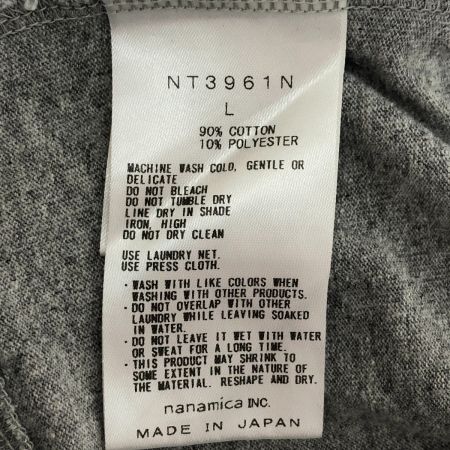 NT3961N
L
90% COTTON
10% POLYESTER
MACHINE WASH COLD, GENTLE OR
DELICATE
DO NOT BLEACH
DO NOT TUMBLE DRY
LINE DRY IN SHADE
IRON, HIGH
DO NOT DRY CLEAN
USE LAUNDRY NET.
USE PRESS CLOTH.
・WASH WITH LIKE COLORS WHEN
WASHING WITH OTHER PRODUCTS.
・DO NOT OVERLAP WITH OTHER
LAUNDRY WHILE LEAVING SOAKED
IN WATER.
・DO NOT LEAVE IT WET WITH WATER
OR SWEAT FOR A LONG TIME.
・THIS PRODUCT MAY SHRINK TO
SOME EXTENT IN THE NATURE OF
THE MATERIAL. RESHAPE AND DRY.
nanamica INC.
MADE IN JAPAN